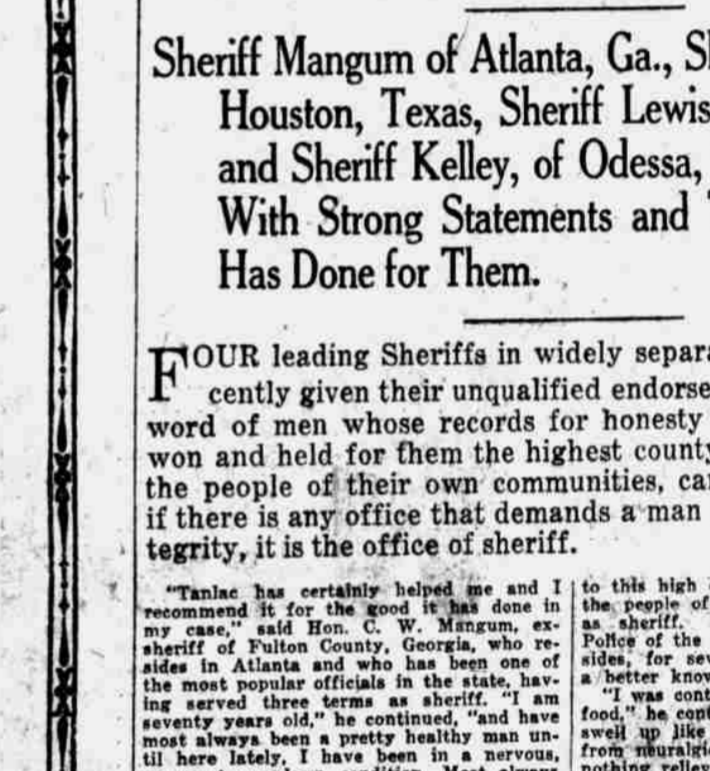 Sheriff Mangum of Atlanta, Ga., S
Houston, Texas, Sheriff Lewis
and Sheriff Kelley, of Odessa,
With Strong Statements and
Has Done for Them.
FOUR leading Sheriffs in widely separa
cently given their unqualified endorse
word of men whose records for honesty
won and held for them the highest county
the people of their own communities, ca
if there is any office that demands a man
tegrity, it is the office of sheriff.
"Tanlac has certainly helped me and I
recommend it for the good it has done in
my case," said Hon. C. W. Mangum, ex-
sheriff of Fulton County, Georgia, who re-
sides in Atlanta and who has been one of
the most popular officials in the state, hav-
ing served three terms as sheriff. "I am
seventy years old," he continued, "and have
most always been a pretty healthy man un-
til here lately, I have been in a nervous,
to this high
the people of
as sheriff.
Police of the
sides, for sev
a better know
"I was cont
food," he cont
swell up like
from neuralgi
nothing reliev